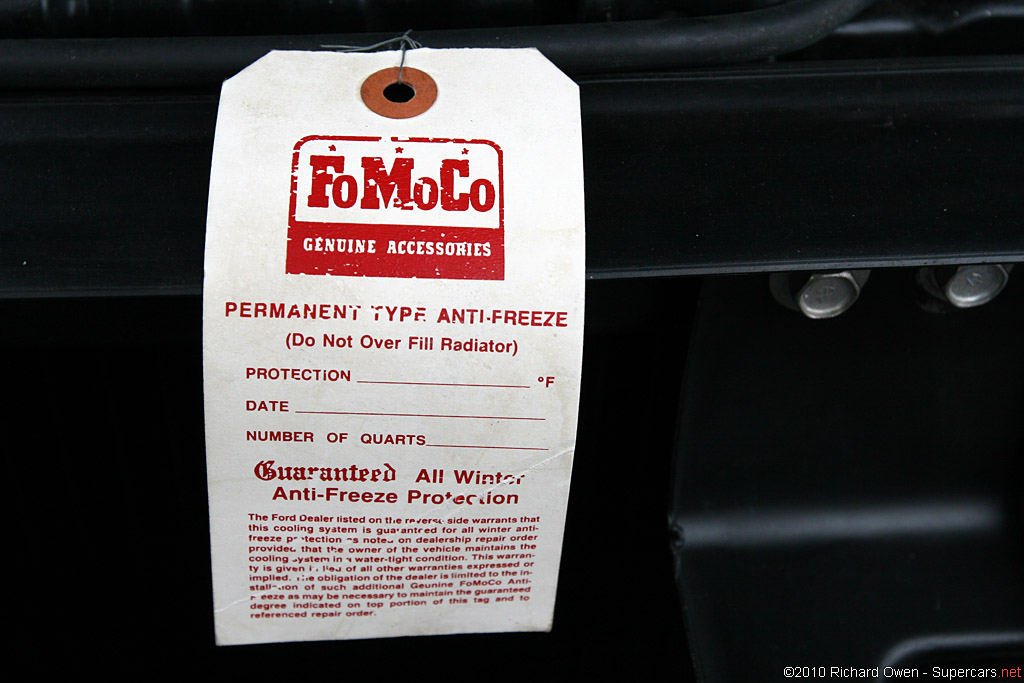 FoMoCo
GENUINE ACCESSORIES
PERMANENT TYPE ANTI-FREEZE
(Do Not Over Fill Radiator)
PROTECTION °F
DATE
NUMBER OF QUARTS
Guaranteed All Winter
Anti-Freeze Protection
The Ford Dealer listed on the reverse side warrants that
this cooling system is guaranteed for all winter anti-
freeze protection as noted on dealership repair order
provided that the owner of the vehicle maintains the
cooling system in a water-tight condition. This warran-
ty is given in lieu of all other warranties expressed or
implied. The obligation of the dealer is limited to the in-
stallation of such additional Geunine FoMoCo Anti-
Freeze as may be necessary to maintain the guaranteed
degree indicated on top portion of this tag and to
referenced repair order.
©2010 Richard Owen - Supercars.net